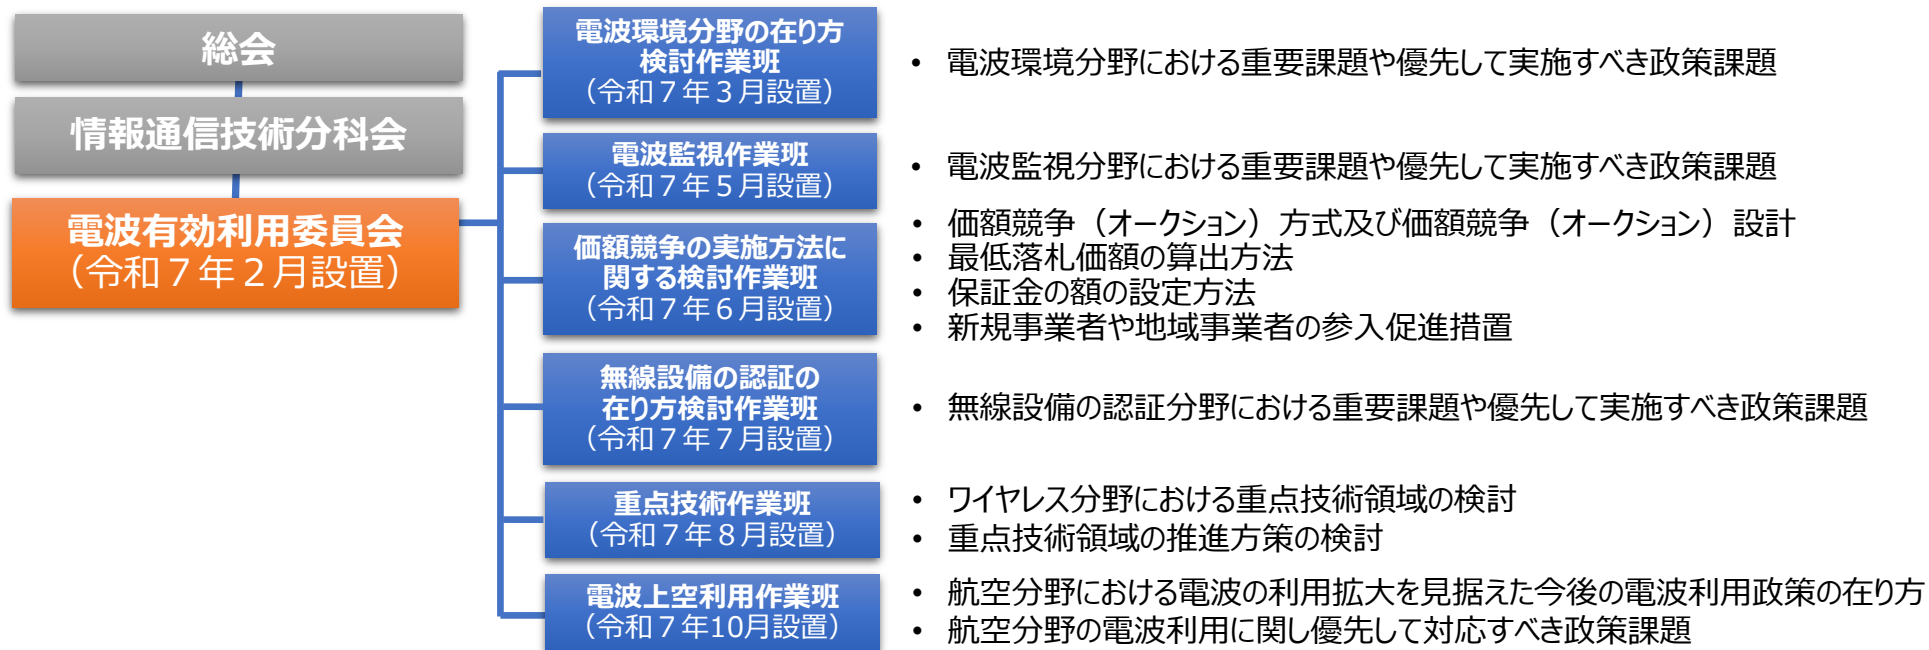 総会
情報通信技術分科会
電波有効利用委員会
（令和７年２月設置）
電波環境分野の在り方
検討作業班
（令和７年３月設置）
• 電波環境分野における重要課題や優先して実施すべき政策課題
電波監視作業班
（令和７年５月設置）
• 電波監視分野における重要課題や優先して実施すべき政策課題
価額競争の実施方法に
関する検討作業班
（令和７年６月設置）
• 価額競争（オークション）方式及び価額競争（オークション）設計
• 最低落札価額の算出方法
• 保証金の額の設定方法
• 新規事業者や地域事業者の参入促進措置
無線設備の認証の
在り方検討作業班
（令和７年７月設置）
• 無線設備の認証分野における重要課題や優先して実施すべき政策課題
重点技術作業班
（令和７年８月設置）
• ワイヤレス分野における重点技術領域の検討
• 重点技術領域の推進方策の検討
電波上空利用作業班
（令和７年10月設置）
• 航空分野における電波の利用拡大を見据えた今後の電波利用政策の在り方
• 航空分野の電波利用に関し優先して対応すべき政策課題